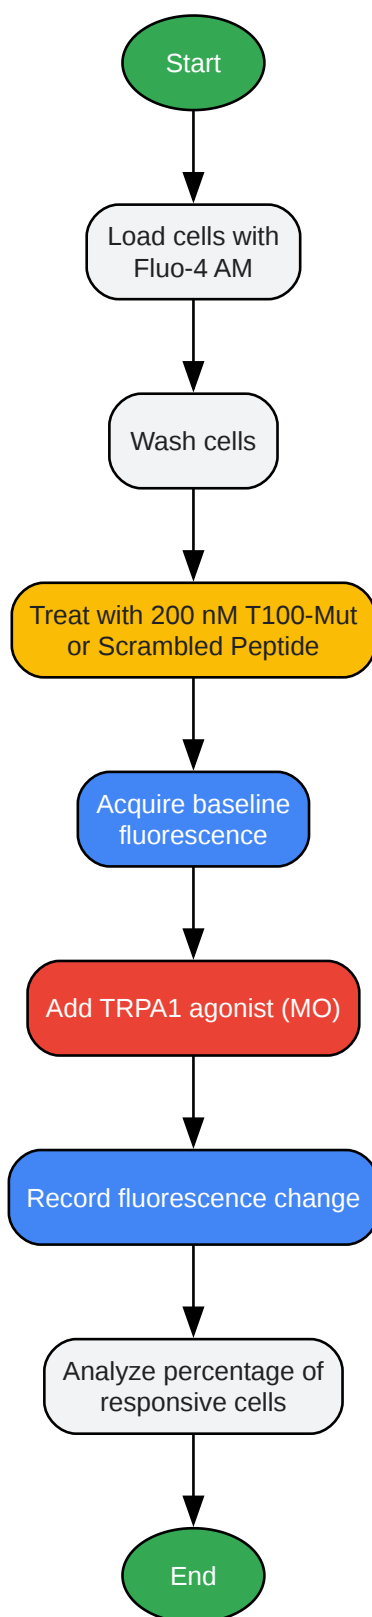 Start
Load cells with
Fluo-4 AM
Wash cells
Treat with 200 nM T100-Mut
or Scrambled Peptide
Acquire baseline
fluorescence
Add TRPA1 agonist (MO)
Record fluorescence change
Analyze percentage of
responsive cells
End